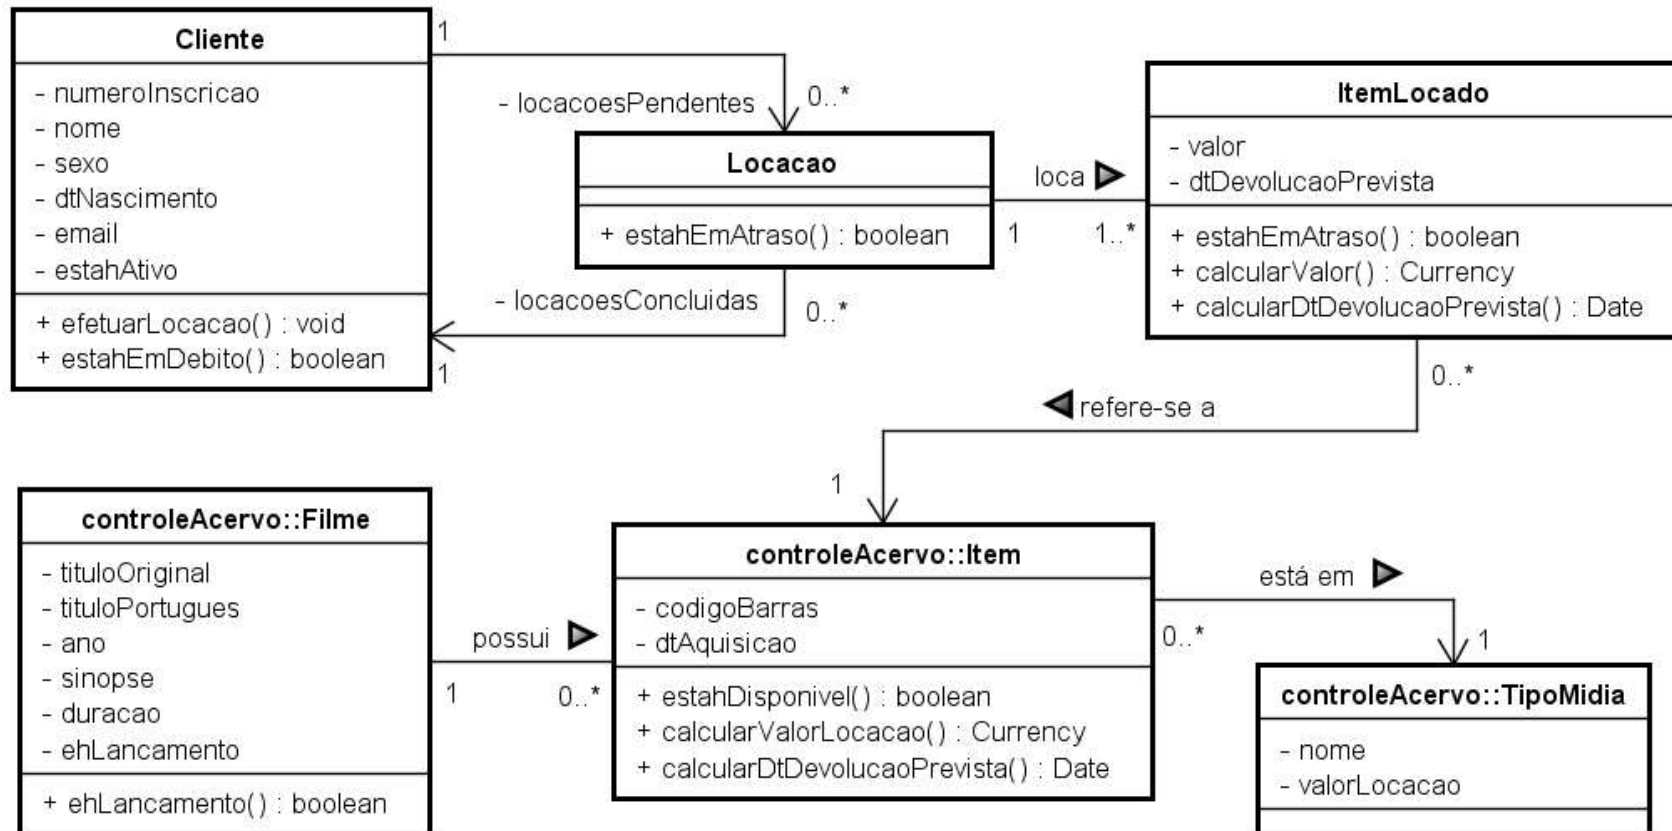 Cliente
- numeroInscricao
- nome
- sexo
- dtNascimento
- email
- estahAtivo
+ efetuarLocacao() : void
+ estahEmDebito() : boolean
1
- locacoesPendentes
0..*
Locacao
+ estahEmAtraso() : boolean
- locacoesConcluidas
0..*
1
loca
1
1..*
ItemLocado
- valor
- dtDevolucaoPrevista
+ estahEmAtraso() : boolean
+ calcularValor() : Currency
+ calcularDtDevolucaoPrevista() : Date
0..*
refere-se a
1
controleAcervo::Filme
- tituloOriginal
- tituloPortugues
- ano
- sinopse
- duracao
- ehLancamento
+ ehLancamento() : boolean
possui
1
0..*
controleAcervo::Item
- codigoBarras
- dtAquisicao
+ estahDisponivel() : boolean
+ calcularValorLocacao() : Currency
+ calcularDtDevolucaoPrevista() : Date
está em
0..*
1
controleAcervo::TipoMidia
- nome
- valorLocacao